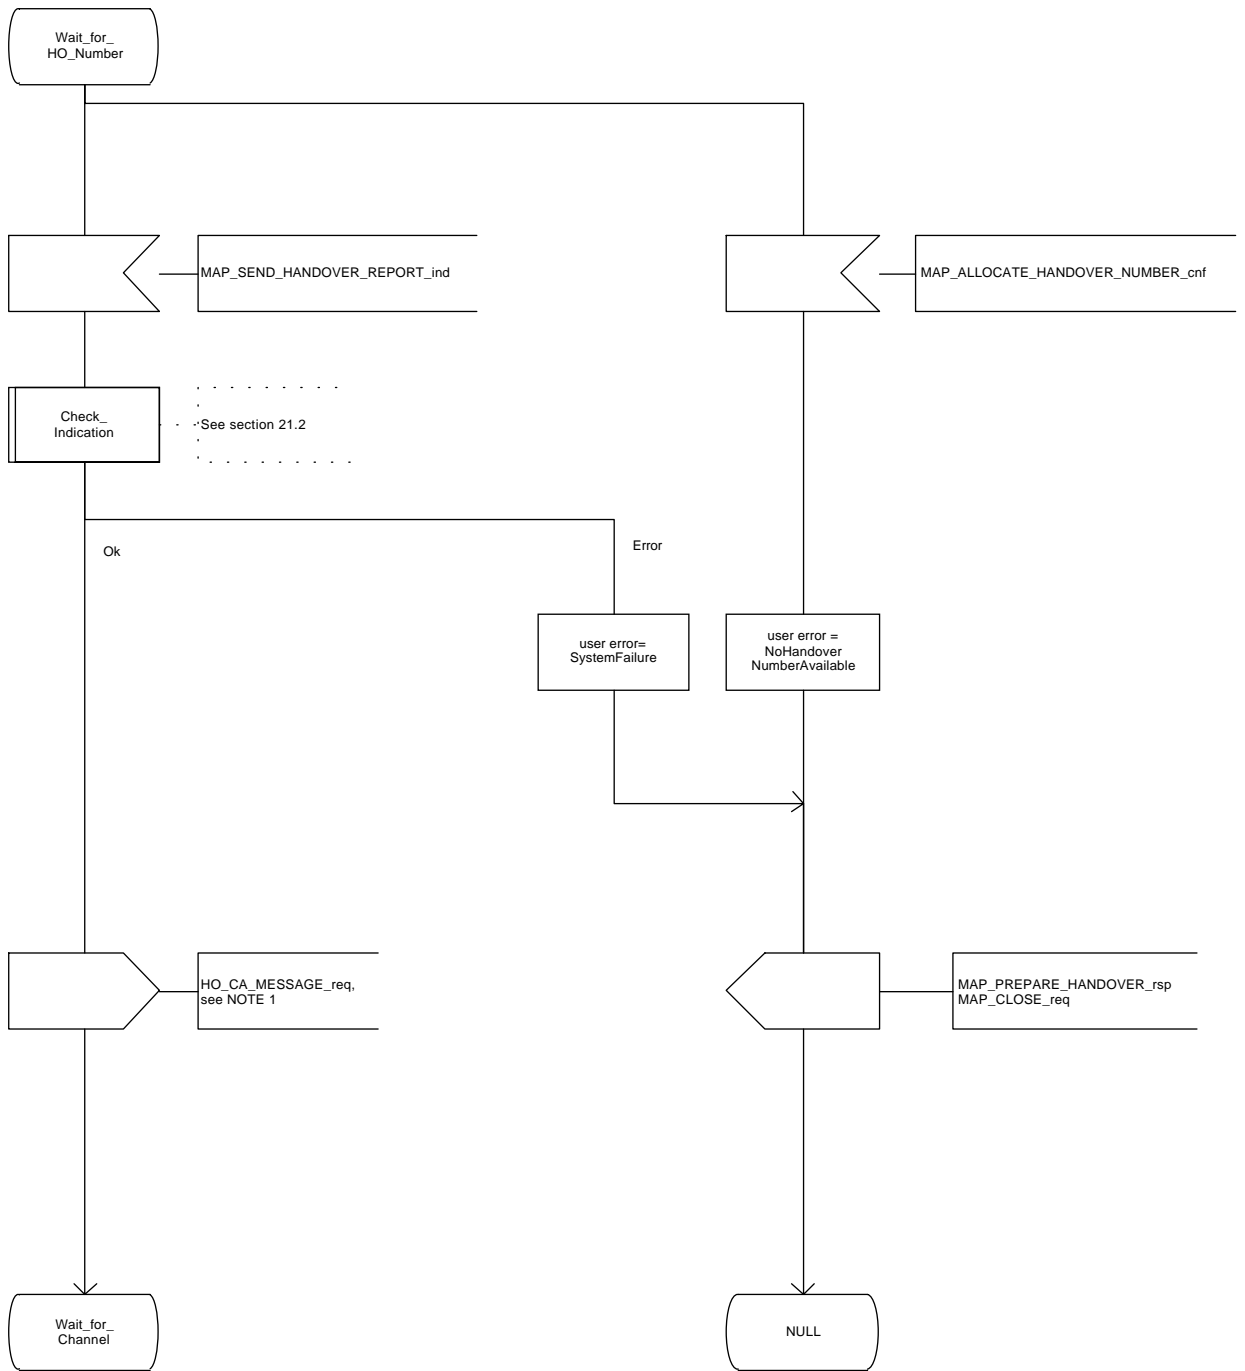 Wait_for_
HO_Number
MAP_SEND_HANDOVER_REPORT_ind
MAP_ALLOCATE_HANDOVER_NUMBER_cnf
Check_
Indication
See section 21.2
Ok
Error
user error=
SystemFailure
user error =
NoHandover
NumberAvailable
HO_CA_MESSAGE_req,
see NOTE 1
MAP_PREPARE_HANDOVER_rsp
MAP_CLOSE_req
Wait_for_
Channel
NULL